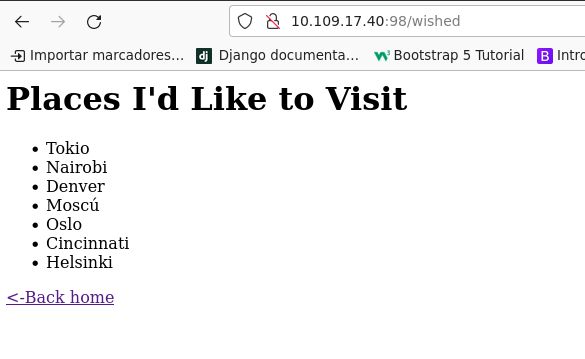 10.109.17.40:98/wished
Importar marcadores... Django documenta... Bootstrap 5 Tutorial Intro
Places I'd Like to Visit
Tokio
Nairobi
Denver
Moscú
Oslo
Cincinnati
Helsinki
<-Back home